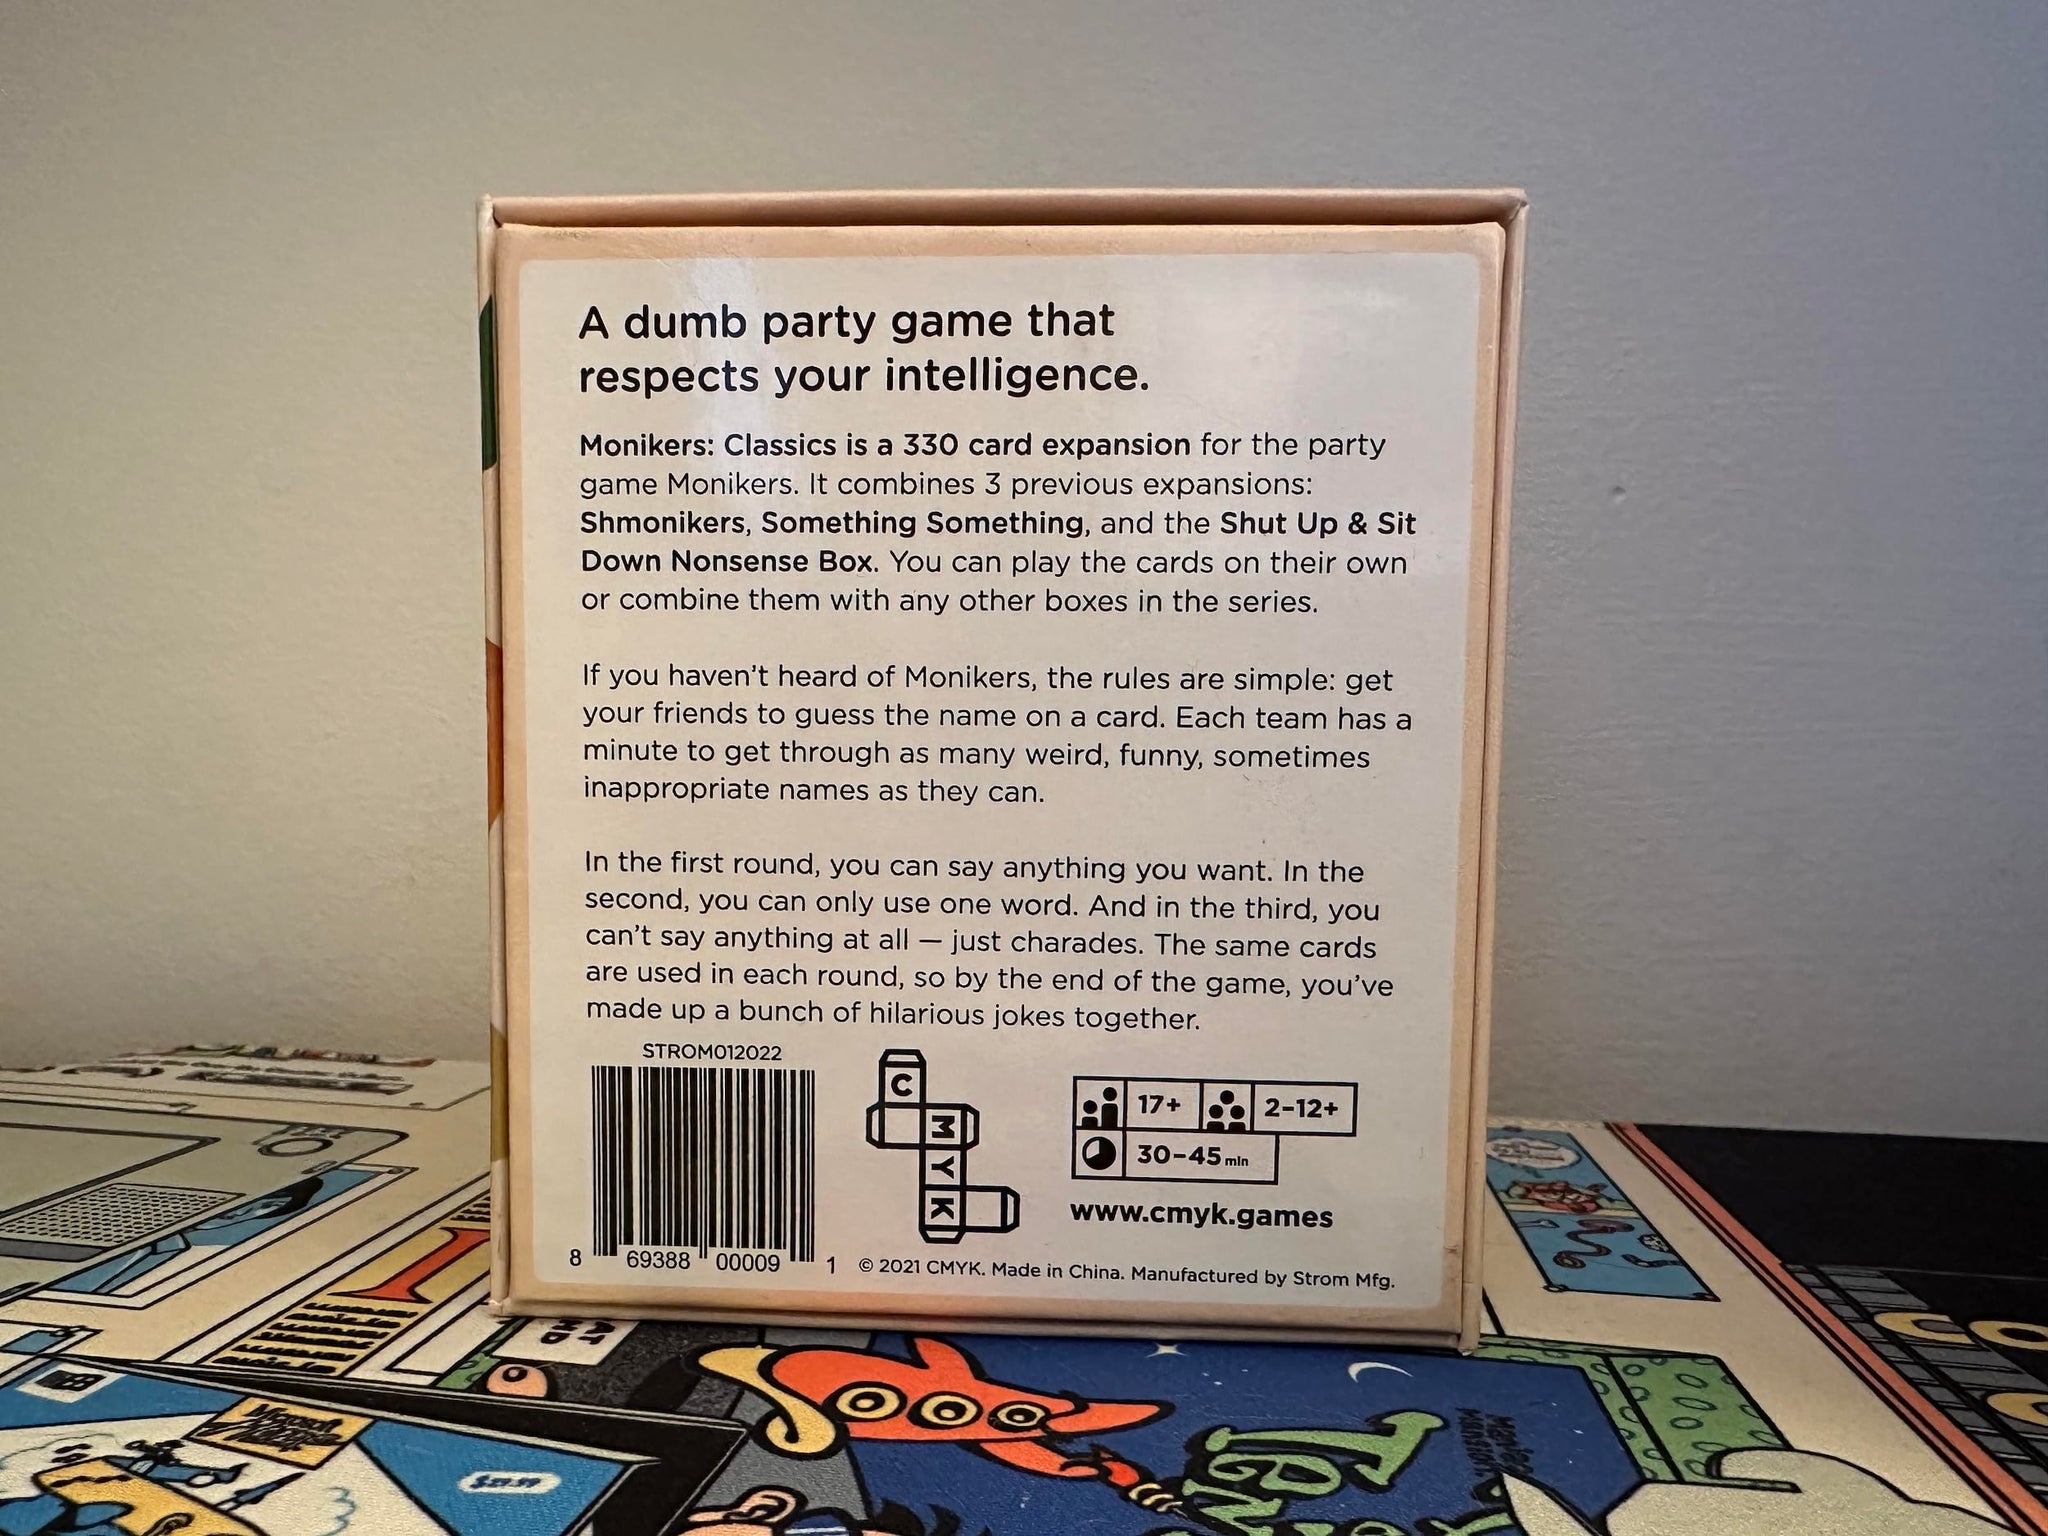 A dumb party game that
respects your intelligence.
Monikers: Classics is a 330 card expansion for the party
game Monikers. It combines 3 previous expansions:
Shmonikers, Something Something, and the Shut Up & Sit
Down Nonsense Box. You can play the cards on their own
or combine them with any other boxes in the series.
If you haven't heard of Monikers, the rules are simple: get
your friends to guess the name on a card. Each team has a
minute to get through as many weird, funny, sometimes
inappropriate names as they can.
In the first round, you can say anything you want. In the
second, you can only use one word. And in the third, you
can't say anything at all — just charades. The same cards
are used in each round, so by the end of the game, you've
made up a bunch of hilarious jokes together.
STROM012022
8 69388 00009 1
C
M
Y
K
17+ 2-12+
30-45 min
www.cmyk.games
© 2021 CMYK. Made in China. Manufactured by Strom Mfg.